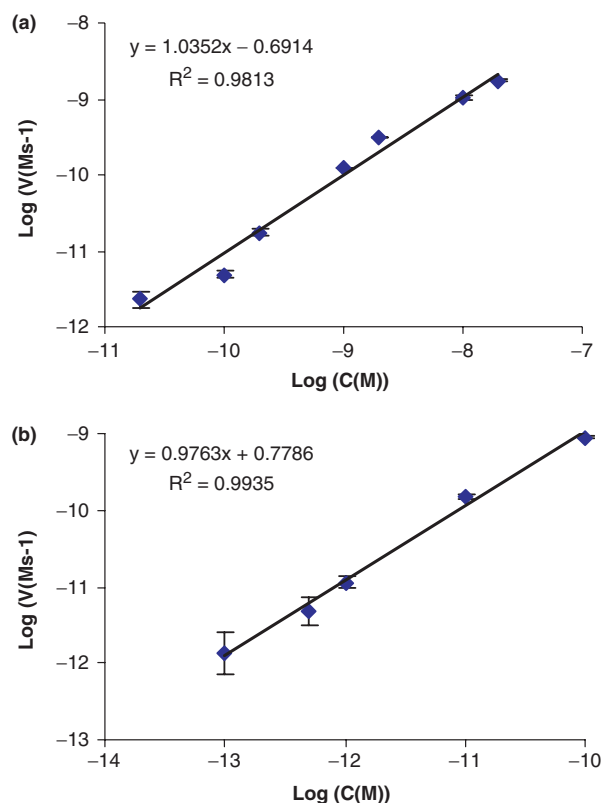 (a)
−8
y = 1.0352x − 0.6914
R² = 0.9813
−9
Log (V(Ms-1)
−10
−11
−12
−11 −10 −9 −8 −7
Log (C(M))
(b)
−9
y = 0.9763x + 0.7786
R² = 0.9935
−10
Log (V(Ms-1)
−11
−12
−13
−14 −13 −12 −11 −10
Log (C(M))